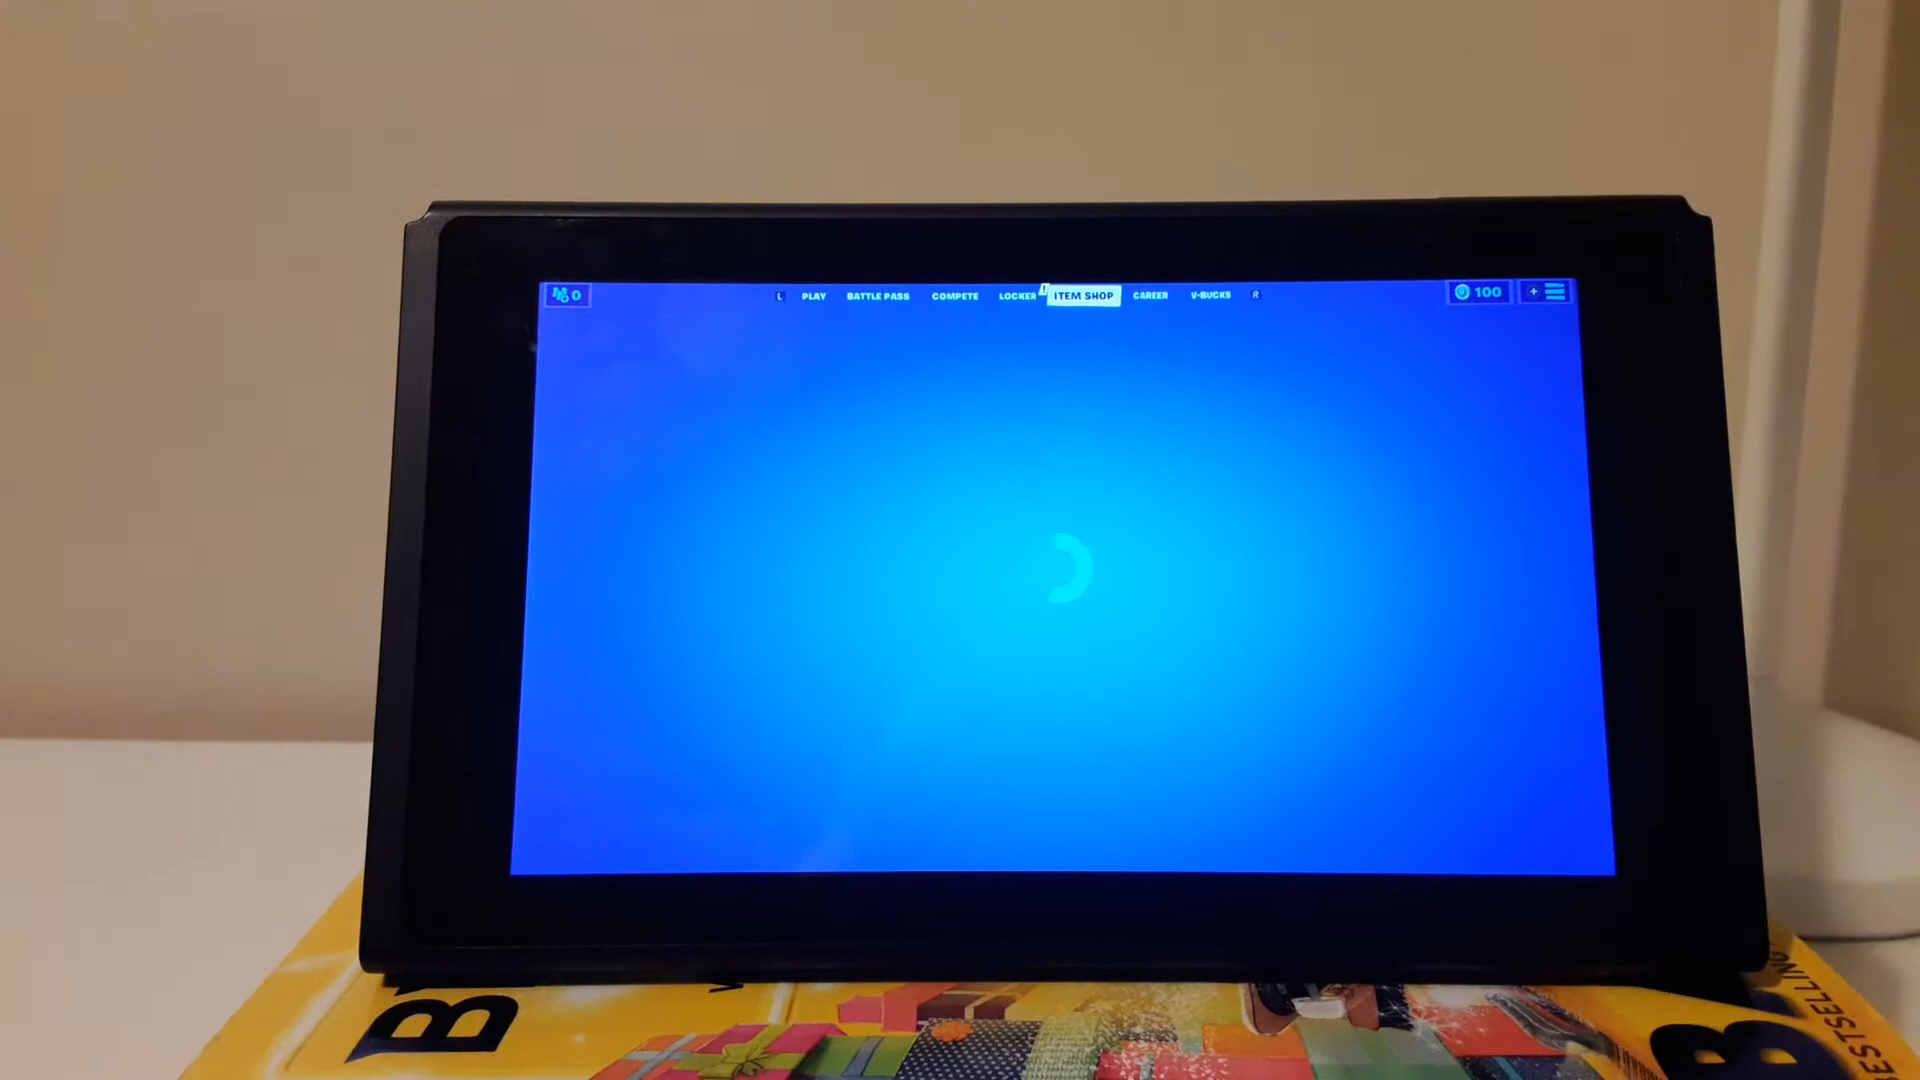 0 L PLAY BATTLE PASS COMPETE LOCKER ! ITEM SHOP CAREER V-BUCKS R 100 +
B
B
ESTSELLING